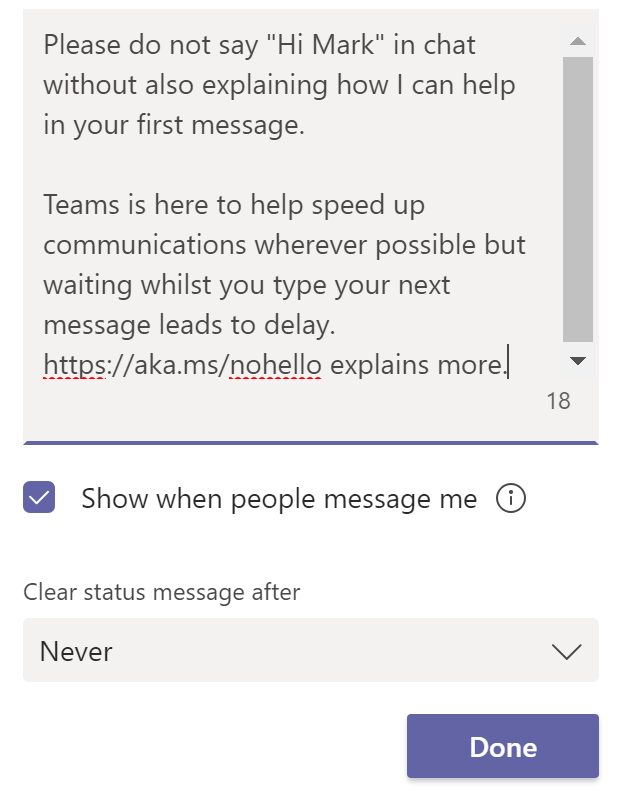 Please do not say "Hi Mark" in chat
without also explaining how I can help
in your first message.
Teams is here to help speed up
communications wherever possible but
waiting whilst you type your next
message leads to delay.
https://aka.ms/nohello explains more.
18
Show when people message me
Clear status message after
Never
Done